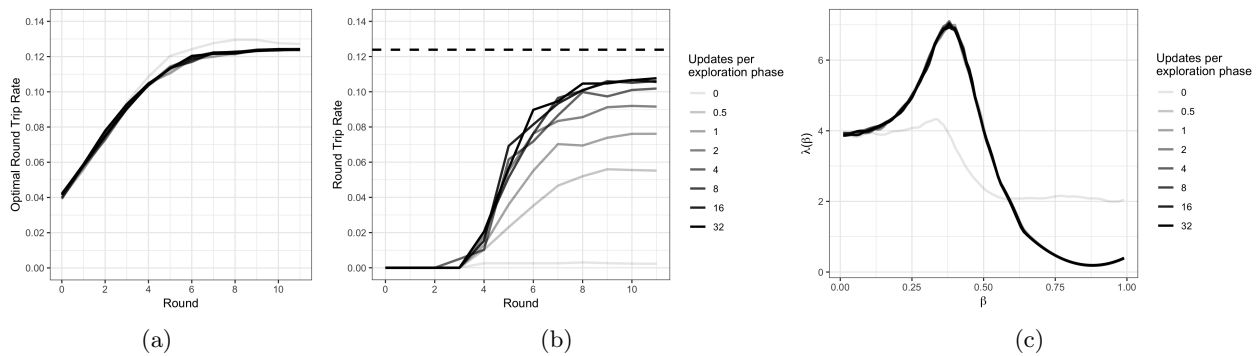 0.14
0.12
0.10
0.08
0.06
0.04
0.02
0.00
Optimal Round Trip Rate
0 2 4 6 8 10
Round
(a)
0.14
0.12
0.10
0.08
0.06
0.04
0.02
0.00
Round Trip Rate
0 2 4 6 8 10
Round
(b)
Updates per
exploration phase
0
0.5
1
2
4
8
16
32
6
4
2
0
λ(β)
0.00 0.25 0.50 0.75 1.00
β
(c)
Updates per
exploration phase
0
0.5
1
2
4
8
16
32